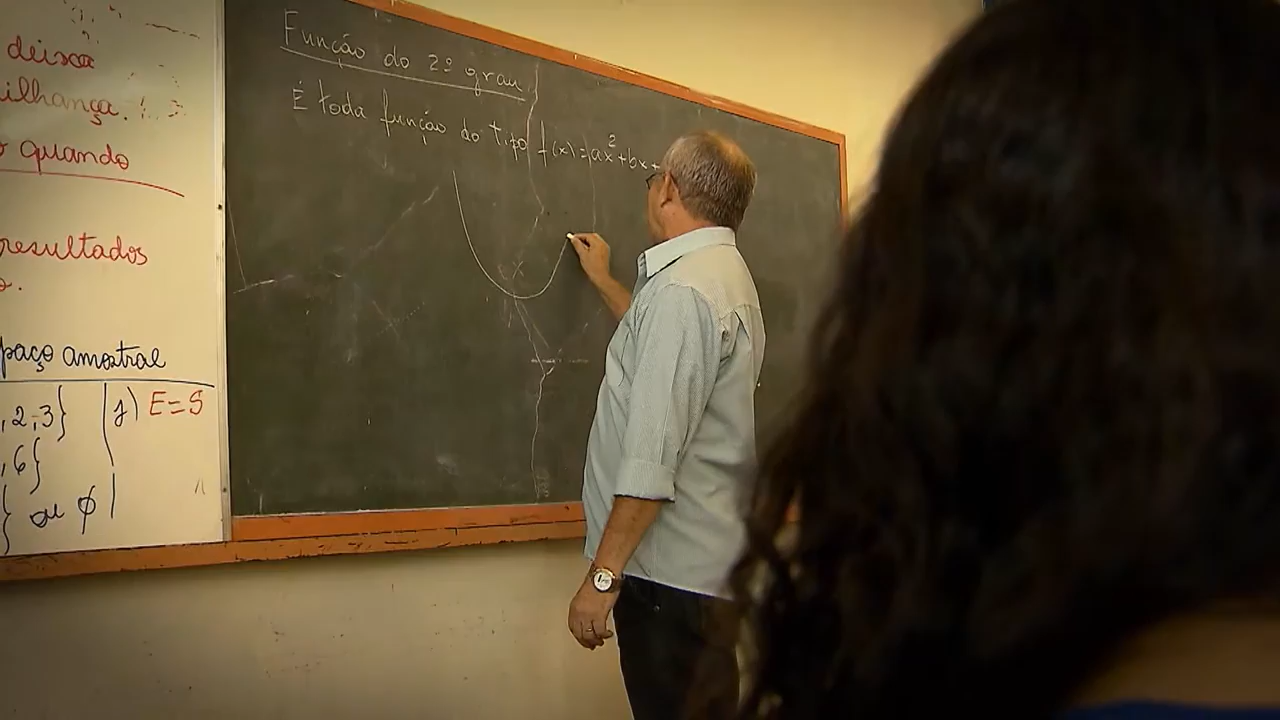 deixa
ilhança.
quando
resultados
paço amostral
, 2, 3}
j) E=S
, 6}
} ou ϕ
Função do 2º grau
É toda função do tipo f(x)=ax²+bx+